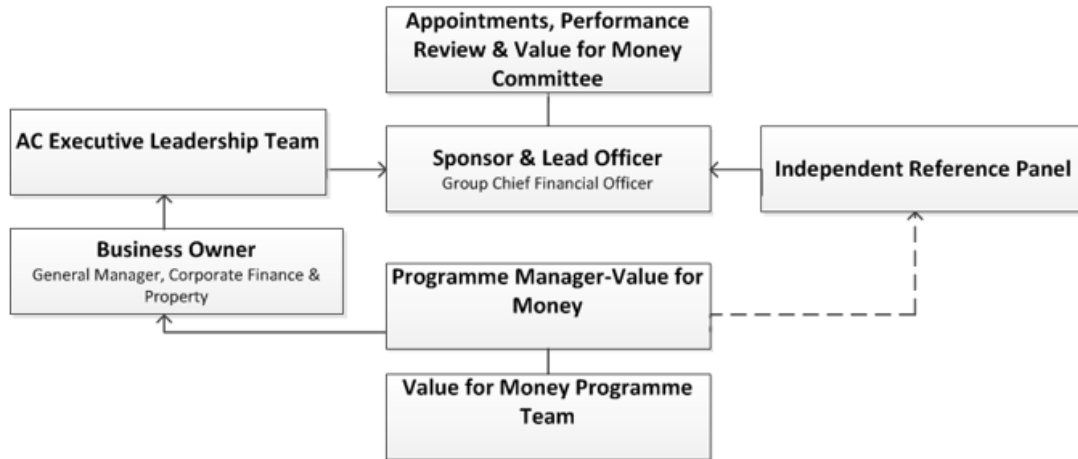 Appointments, Performance
Review & Value for Money
Committee
AC Executive Leadership Team
Sponsor & Lead Officer
Group Chief Financial Officer
Independent Reference Panel
Business Owner
General Manager, Corporate Finance &
Property
Programme Manager-Value for
Money
Value for Money Programme
Team